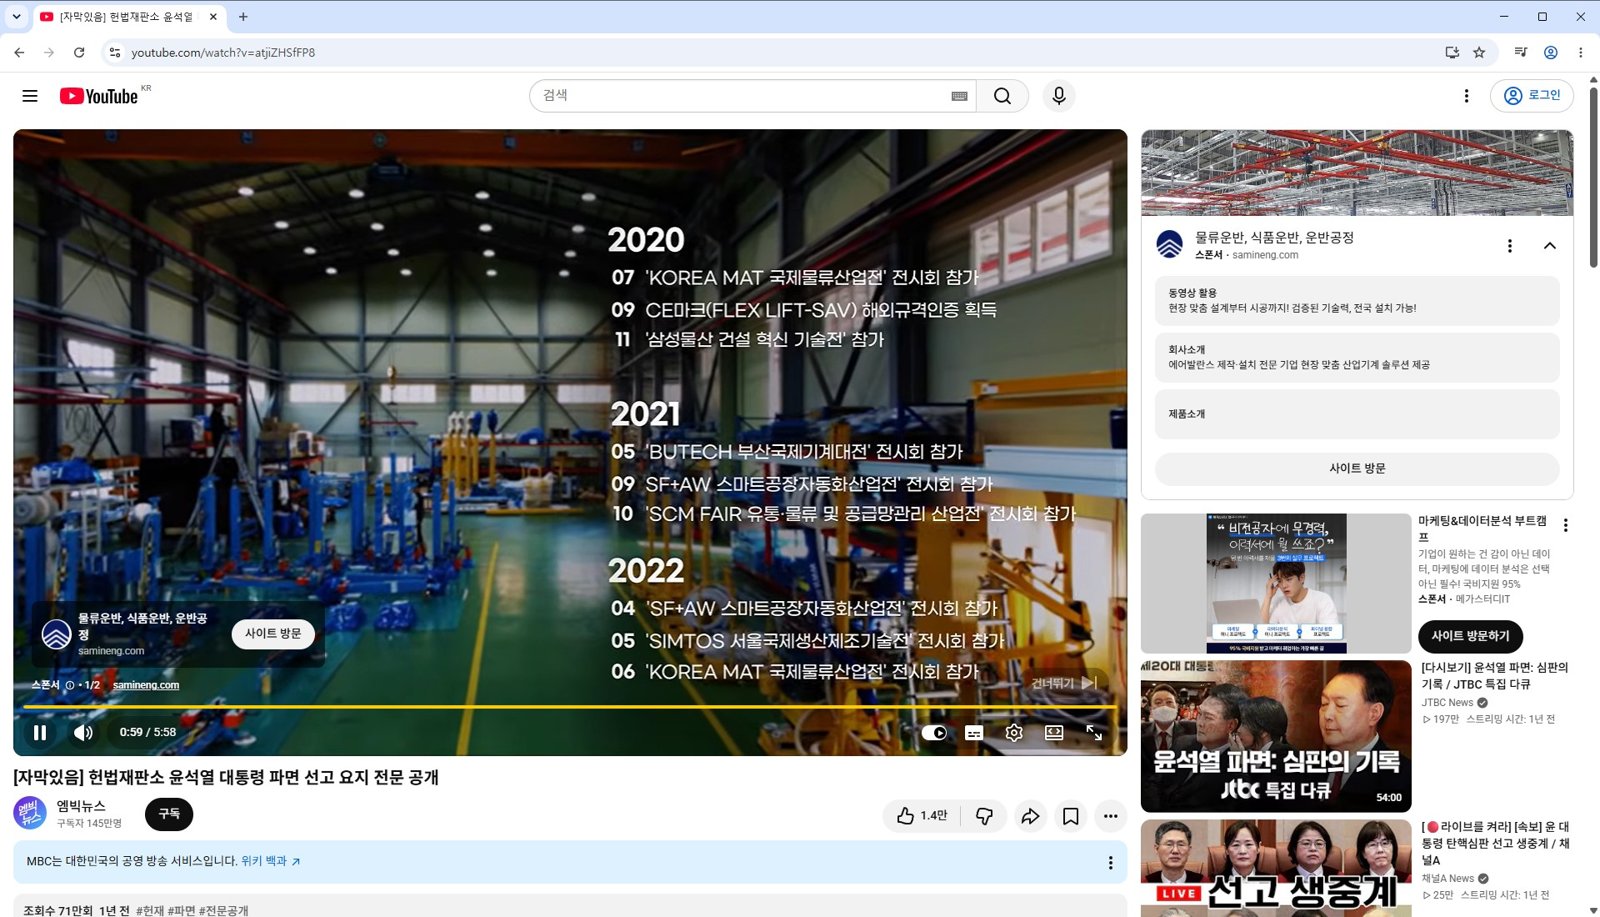 [자막있음] 헌법재판소 윤석열
youtube.com/watch?v=atjiZHSfFP8
YouTube KR
검색
로그인
2020
07 'KOREA MAT 국제물류산업전' 전시회 참가
09 CE마크(FLEX LIFT-SAV) 해외규격인증 획득
11 '삼성물산 건설 혁신 기술전' 참가
2021
05 'BUTECH 부산국제기계대전' 전시회 참가
09 SF+AW 스마트공장자동화산업전' 전시회 참가
10 'SCM FAIR 유통·물류 및 공급망관리 산업전' 전시회 참가
2022
04 'SF+AW 스마트공장자동화산업전' 전시회 참가
05 'SIMTOS 서울국제생산제조기술전' 전시회 참가
06 'KOREA MAT 국제물류산업전' 전시회 참가
물류운반, 식품운반, 운반공
정
samineng.com
사이트 방문
스폰서 · 1/2 samineng.com
건너뛰기
0:59 / 5:58
[자막있음] 헌법재판소 윤석열 대통령 파면 선고 요지 전문 공개
엠빅뉴스
엠빅뉴스
구독자 145만명
구독
1.4만
MBC는 대한민국의 공영 방송 서비스입니다. 위키 백과
조회수 71만회 1년 전 #헌재 #파면 #전문공개
물류운반, 식품운반, 운반공정
스폰서 · samineng.com
동영상 활용
현장 맞춤 설계부터 시공까지! 검증된 기술력, 전국 설치 가능!
회사소개
에어발란스 제작·설치 전문 기업 현장 맞춤 산업기계 솔루션 제공
제품소개
사이트 방문
“ 비전공자에 무경력,
이력서에 뭘 쓰죠? ”
마케팅&데이터분석 부트캠
프
기업이 원하는 건 감이 아닌 데이
터, 마케팅에 데이터 분석은 선택
아닌 필수! 국비지원 95%
스폰서 · 메가스터디IT
사이트 방문하기
제20대 대통령
윤석열 파면: 심판의 기록
jtbc 특집 다큐
54:00
[다시보기] 윤석열 파면: 심판의
기록 / JTBC 특집 다큐
JTBC News
197만 스트리밍 시간: 1년 전
LIVE 선고 생중계
[🔴라이브를 켜라] [속보] 윤 대
통령 탄핵심판 선고 생중계 / 채
널A
채널A News
25만 스트리밍 시간: 1년 전